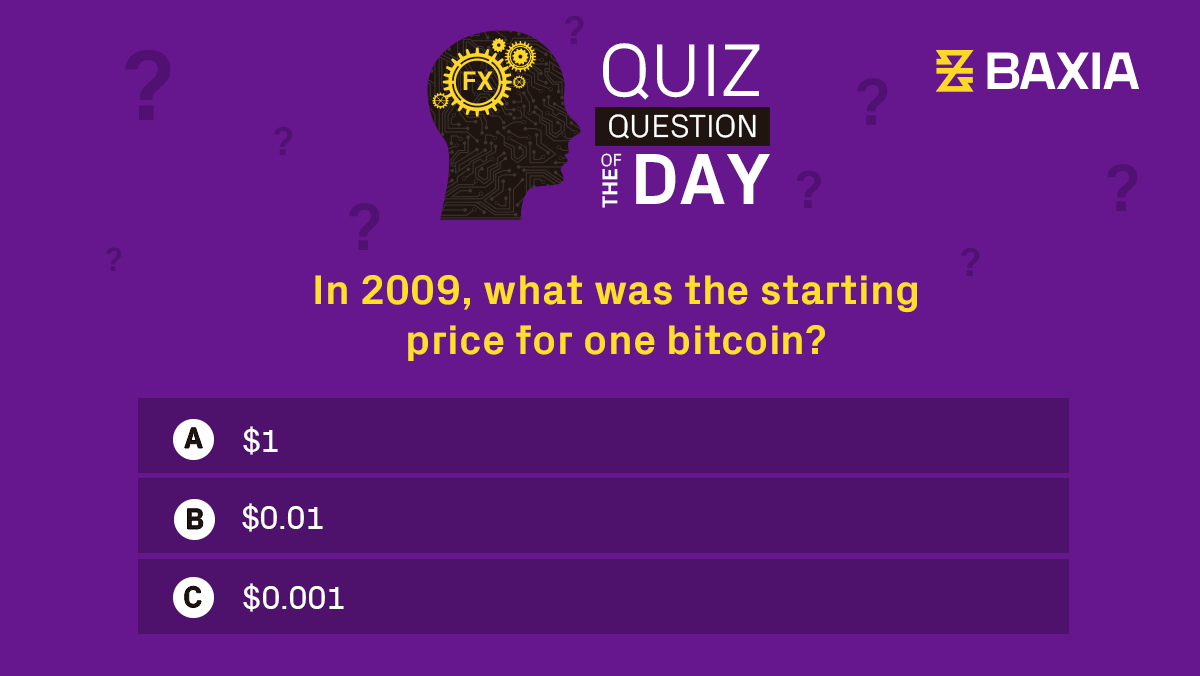 FX
QUIZ
QUESTION
OF THE
DAY
BAXIA
In 2009, what was the starting
price for one bitcoin?
A $1
B $0.01
C $0.001